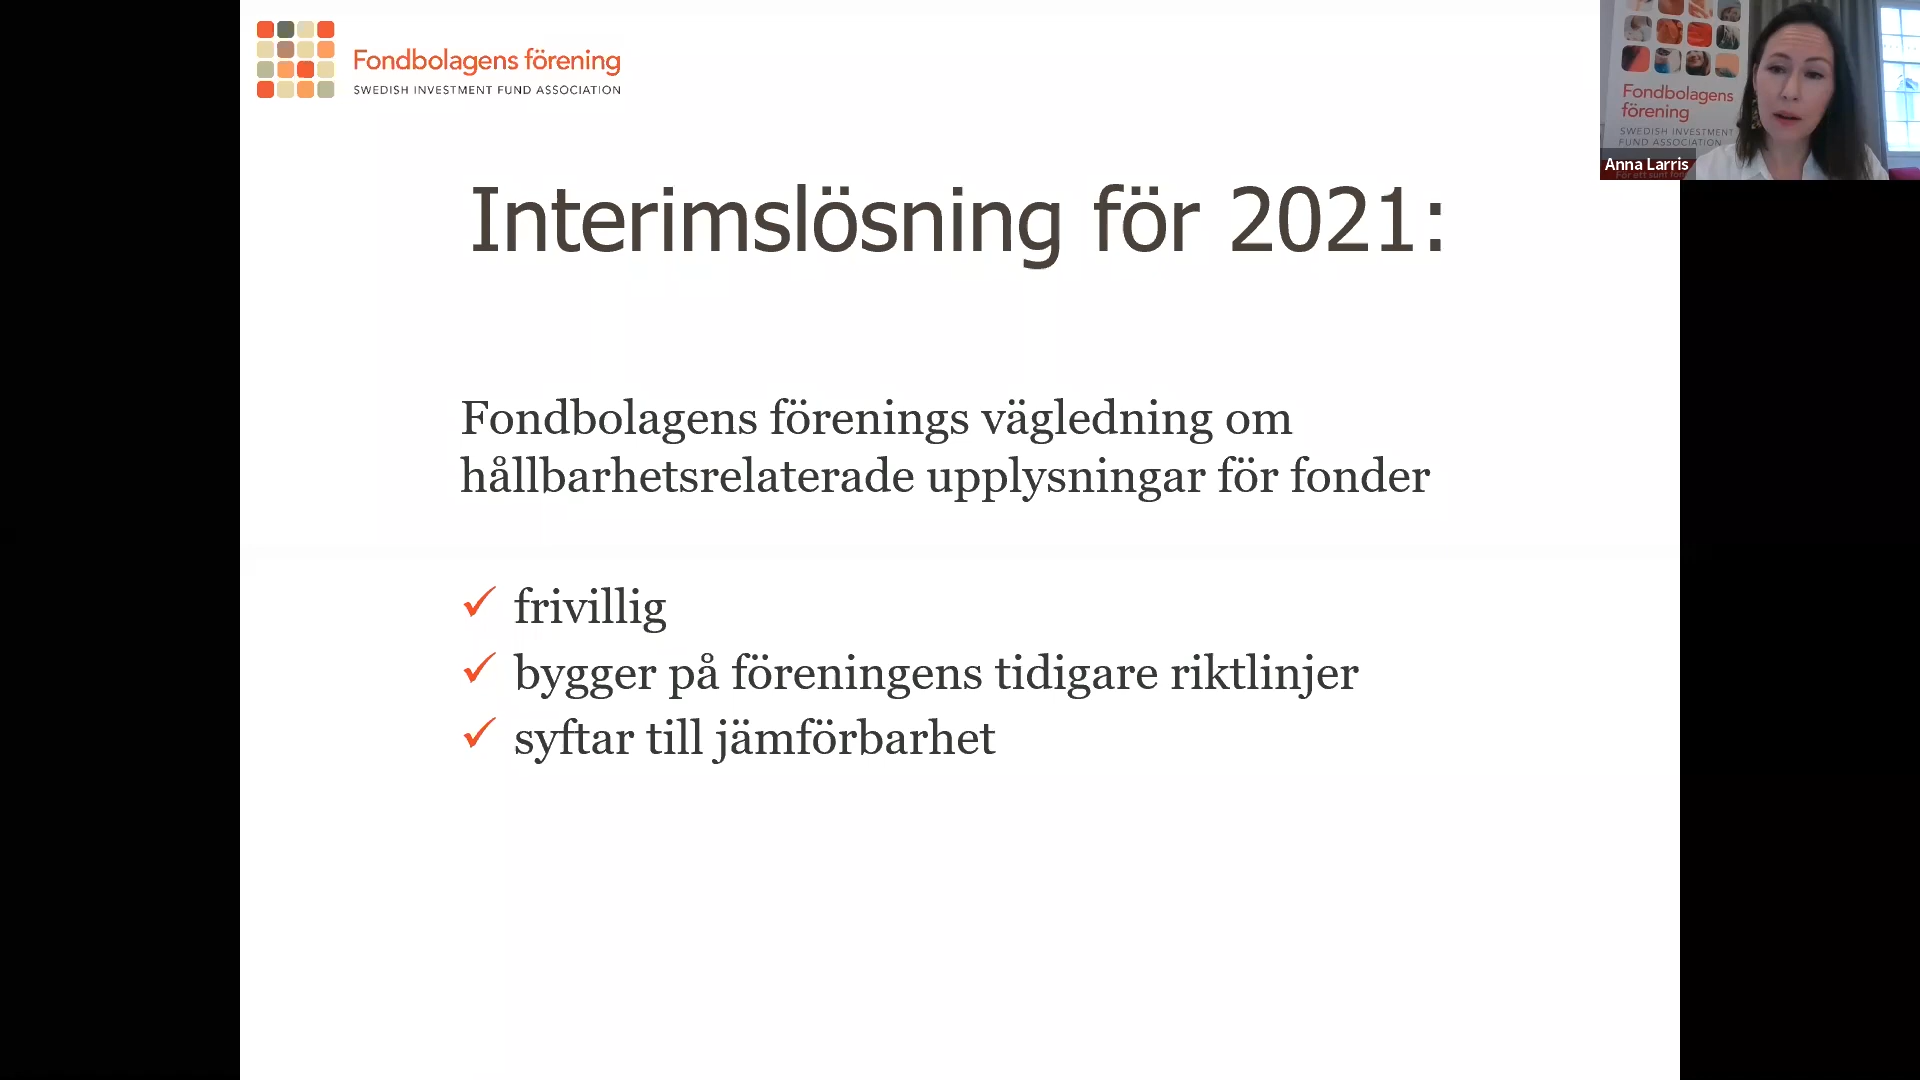 Fondbolagens förening
SWEDISH INVESTMENT FUND ASSOCIATION
Interimslösning för 2021:
Fondbolagens förenings vägledning om
hållbarhetsrelaterade upplysningar för fonder
✓ frivillig
✓ bygger på föreningens tidigare riktlinjer
✓ syftar till jämförbarhet
Fondbolagens
förening
SWEDISH INVESTMENT
FUND ASSOCIATION
Anna Larris